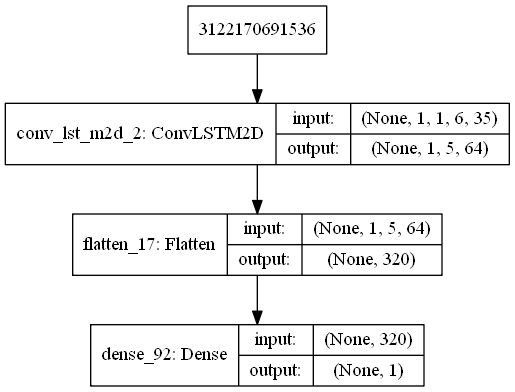 3122170691536
conv_lst_m2d_2: ConvLSTM2D
input: (None, 1, 1, 6, 35)
output: (None, 1, 5, 64)
flatten_17: Flatten
input: (None, 1, 5, 64)
output: (None, 320)
dense_92: Dense
input: (None, 320)
output: (None, 1)